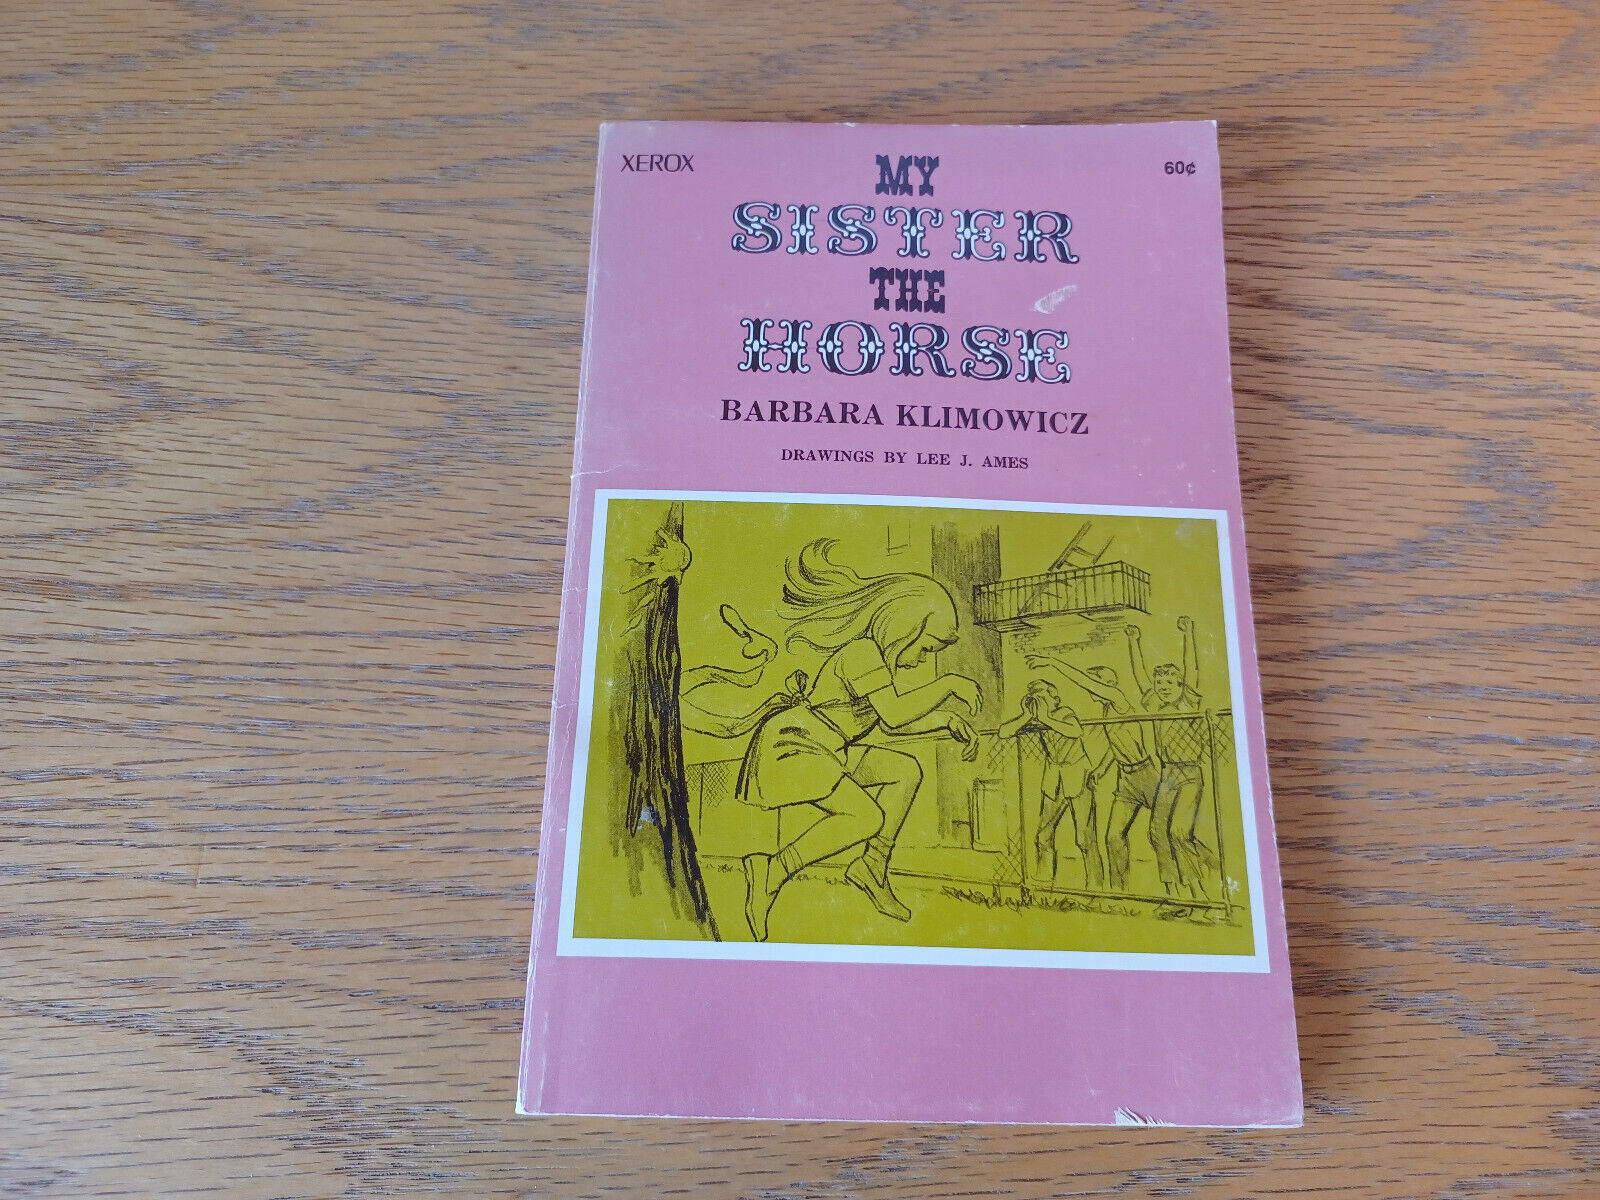 XEROX
60¢
MY
SISTER
THE
HORSE
BARBARA KLIMOWICZ
DRAWINGS BY LEE J. AMES